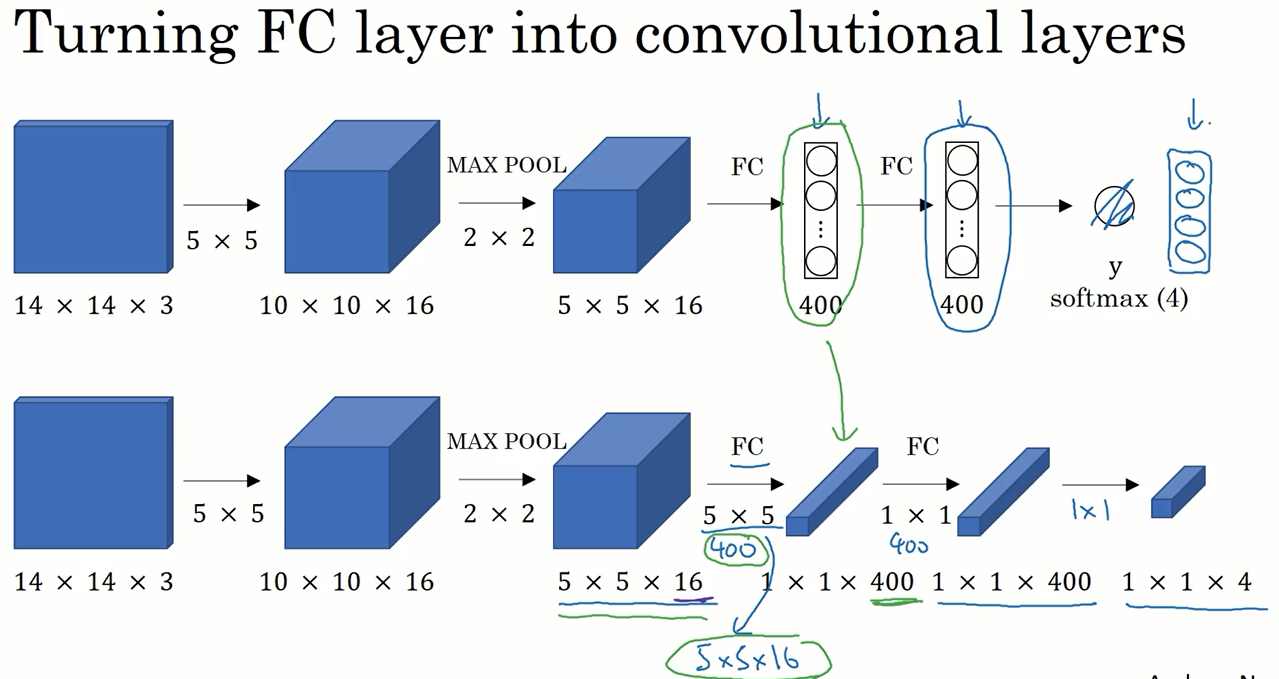 Turning FC layer into convolutional layers
MAX POOL FC FC
5 × 5 2 × 2
y
14 × 14 × 3 10 × 10 × 16 5 × 5 × 16 400 400 softmax (4)
MAX POOL FC FC
5 × 5 2 × 2 5 × 5 1 × 1 1×1
400 400
14 × 14 × 3 10 × 10 × 16 5 × 5 × 16 1 × 1 × 400 1 × 1 × 400 1 × 1 × 4
5×5×16